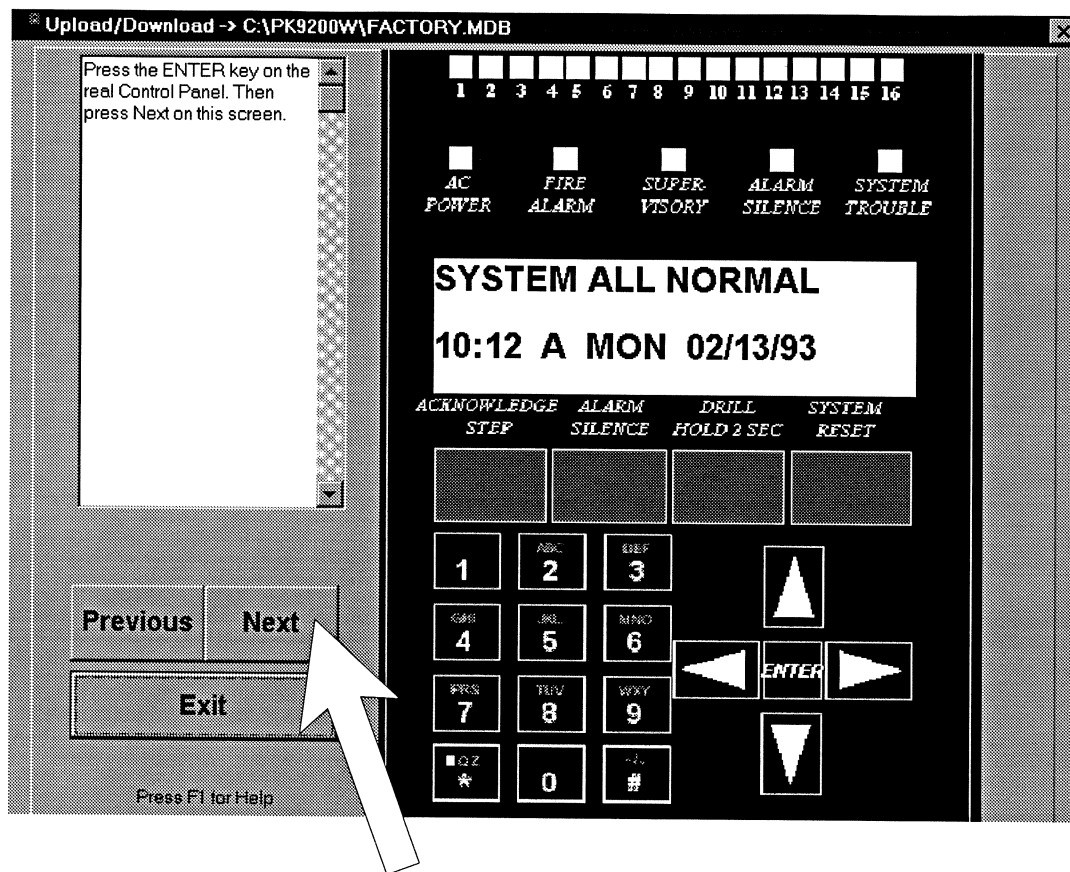 Upload/Download -> C:\PK9200W\FACTORY.MDB
Press the ENTER key on the
real Control Panel. Then
press Next on this screen.
1 2 3 4 5 6 7 8 9 10 11 12 13 14 15 16
AC POWER
FIRE ALARM
SUPER- VISORY
ALARM SILENCE
SYSTEM TROUBLE
SYSTEM ALL NORMAL
10:12 A MON 02/13/93
ACKNOWLEDGE STEP
ALARM SILENCE
DRILL HOLD 2 SEC
SYSTEM RESET
1
ABC
2
DEF
3
4
JKL
5
MNO
6
PRS
7
TUV
8
WXY
9
QZ
*
0
#
ENTER
Previous
Next
Exit
Press F1 for Help